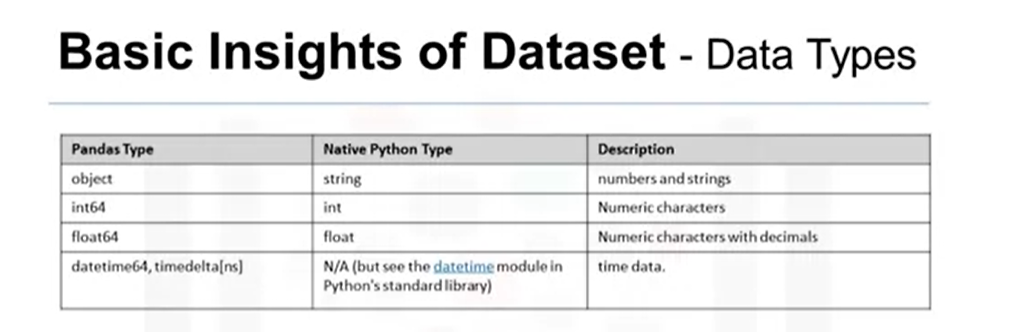 Basic Insights of Dataset - Data Types
Pandas Type Native Python Type Description
object string numbers and strings
int64 int Numeric characters
float64 float Numeric characters with decimals
datetime64, timedelta[ns] N/A (but see the datetime module in time data.
Python's standard library)